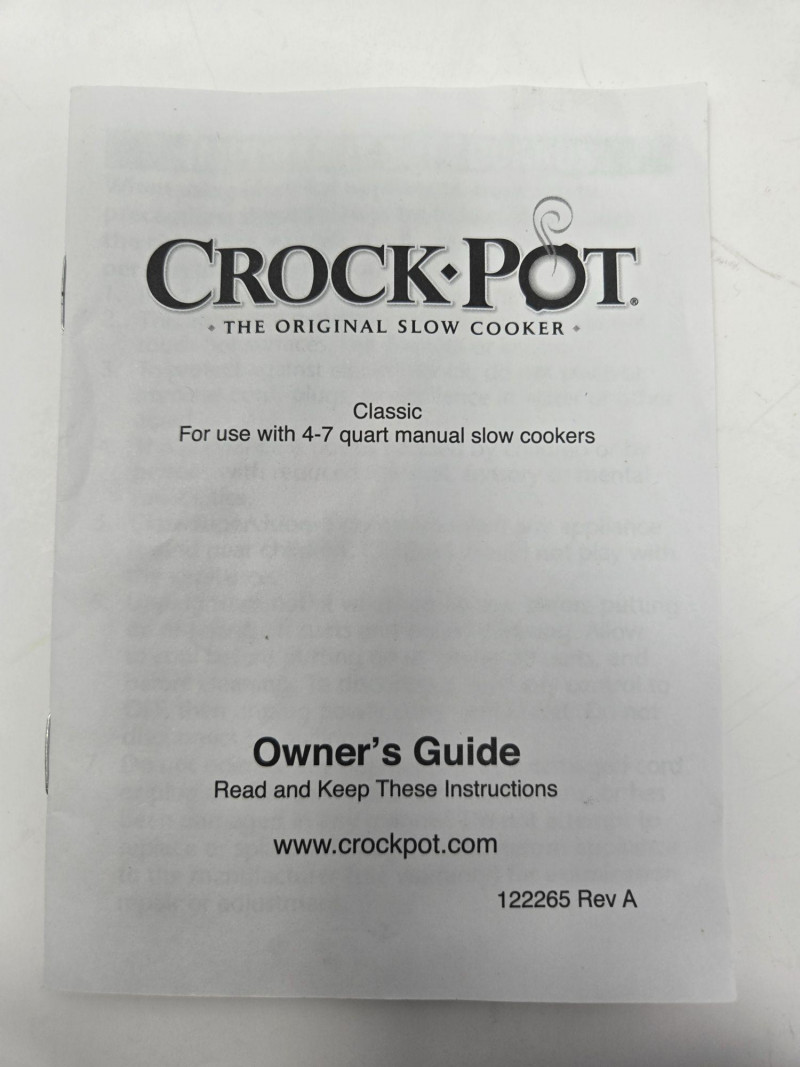 CROCK·POT®
• THE ORIGINAL SLOW COOKER •
Classic
For use with 4-7 quart manual slow cookers
Owner's Guide
Read and Keep These Instructions
www.crockpot.com
122265 Rev A